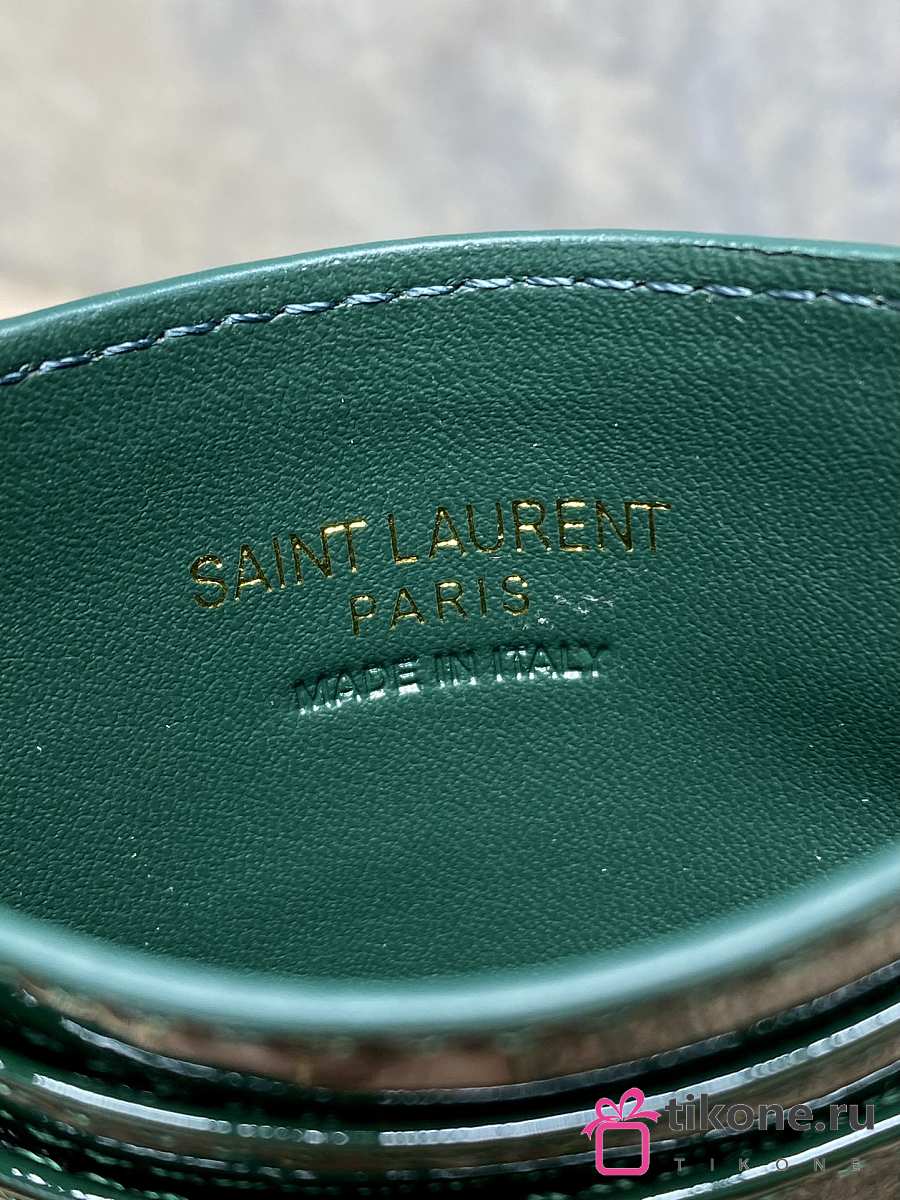 SAINT LAURENT
PARIS
MADE IN ITALY
tikone.ru
TIKONE